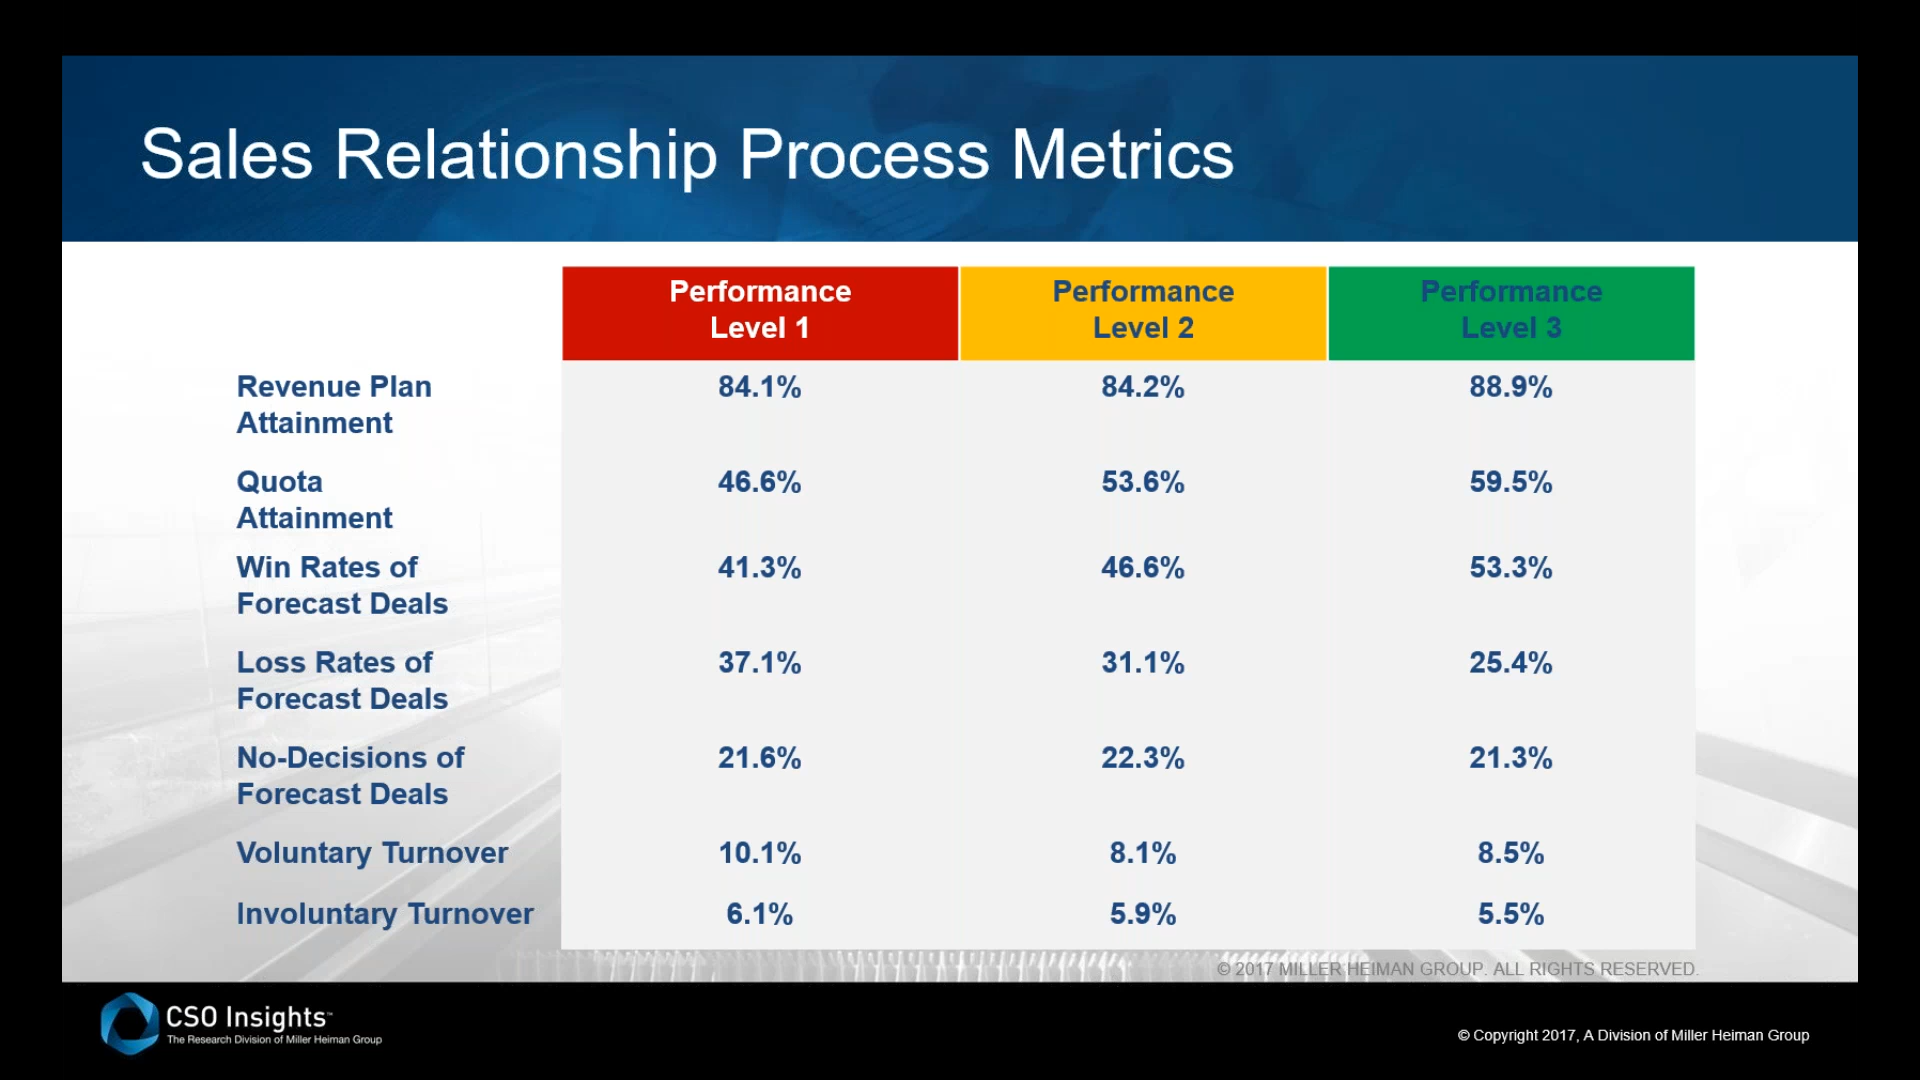 Sales Relationship Process Metrics
Performance Level 1
Performance Level 2
Performance Level 3
Revenue Plan Attainment
84.1%
84.2%
88.9%
Quota Attainment
46.6%
53.6%
59.5%
Win Rates of Forecast Deals
41.3%
46.6%
53.3%
Loss Rates of Forecast Deals
37.1%
31.1%
25.4%
No-Decisions of Forecast Deals
21.6%
22.3%
21.3%
Voluntary Turnover
10.1%
8.1%
8.5%
Involuntary Turnover
6.1%
5.9%
5.5%
© 2017 MILLER HEIMAN GROUP. ALL RIGHTS RESERVED.
CSO Insights™
The Research Division of Miller Heiman Group
© Copyright 2017, A Division of Miller Heiman Group